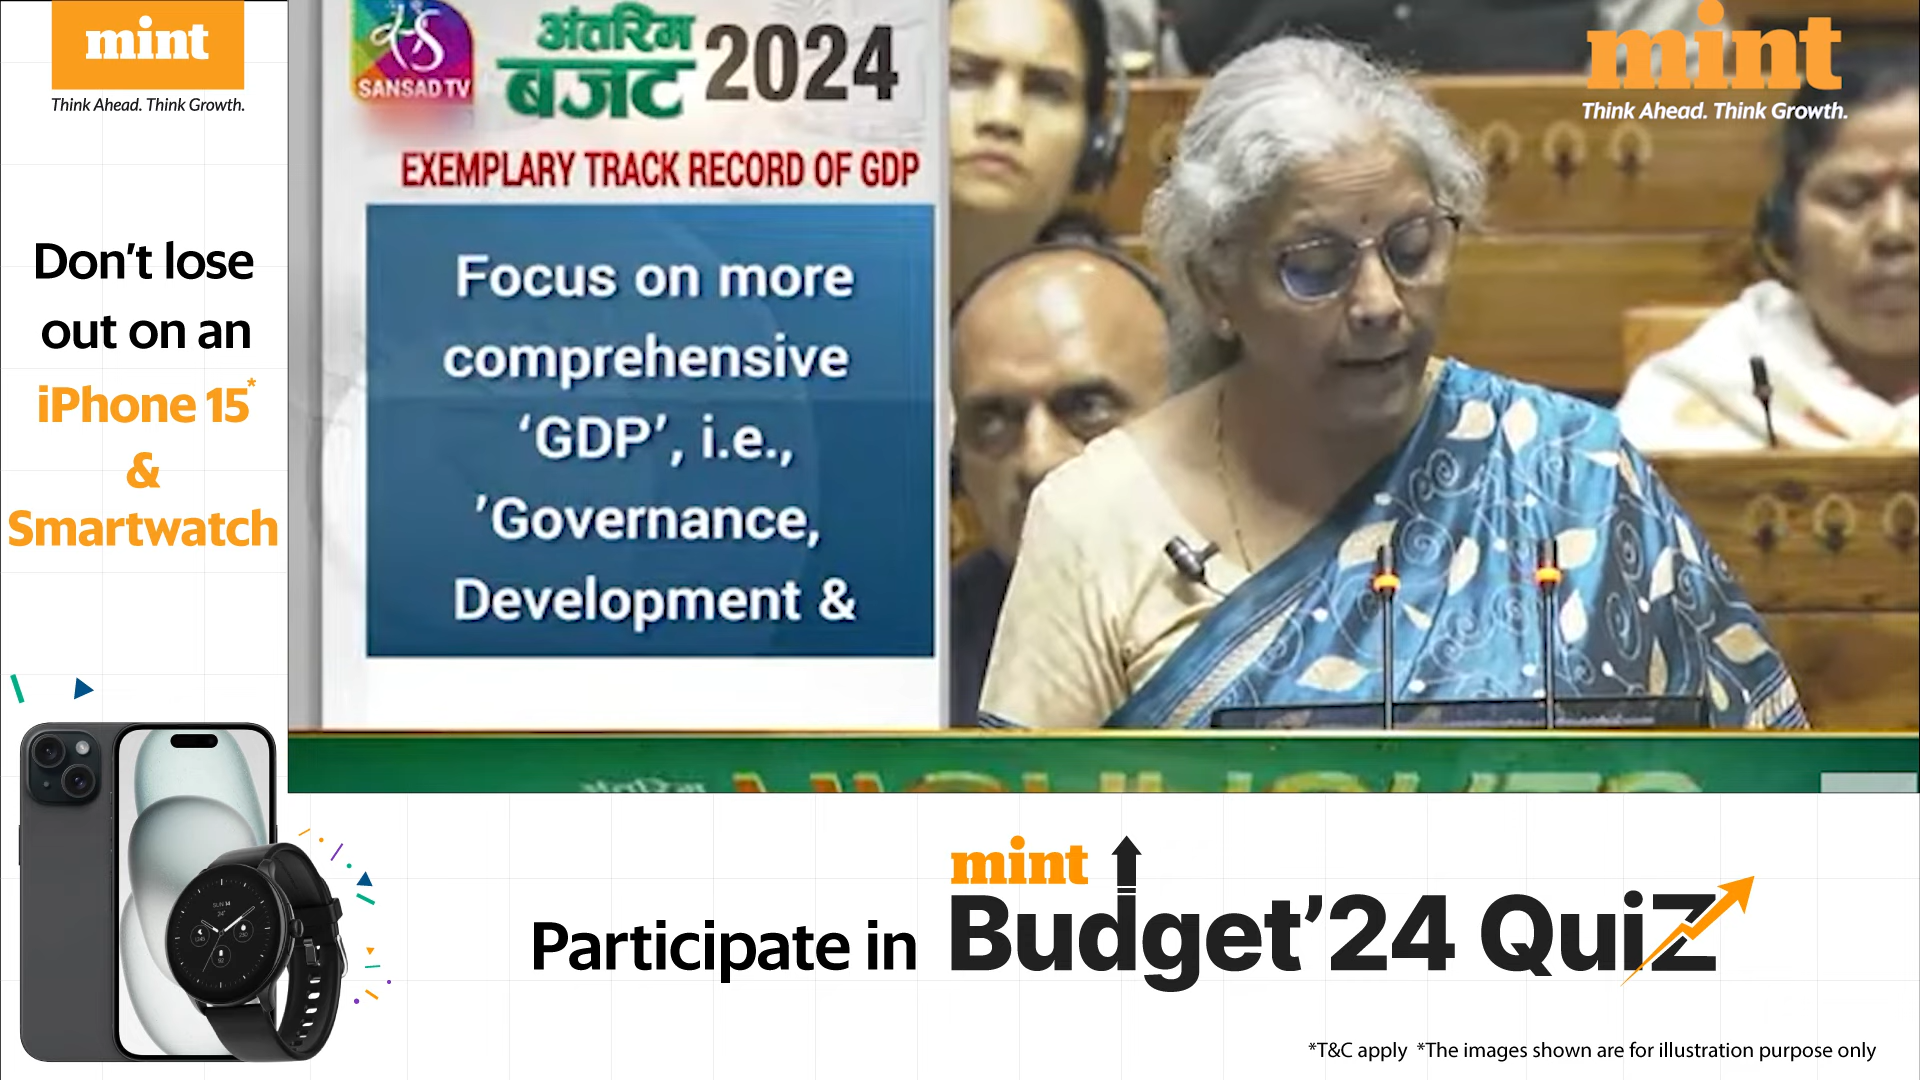 mint
Think Ahead. Think Growth.
Don't lose
out on an
iPhone 15*
&
Smartwatch
SANSAD TV
अंतरिम
बजट 2024
EXEMPLARY TRACK RECORD OF GDP
Focus on more
comprehensive
‘GDP’, i.e.,
’Governance,
Development &
mint
Think Ahead. Think Growth.
Participate in
mint
Budget’24 QuiZ
*T&C apply *The images shown are for illustration purpose only